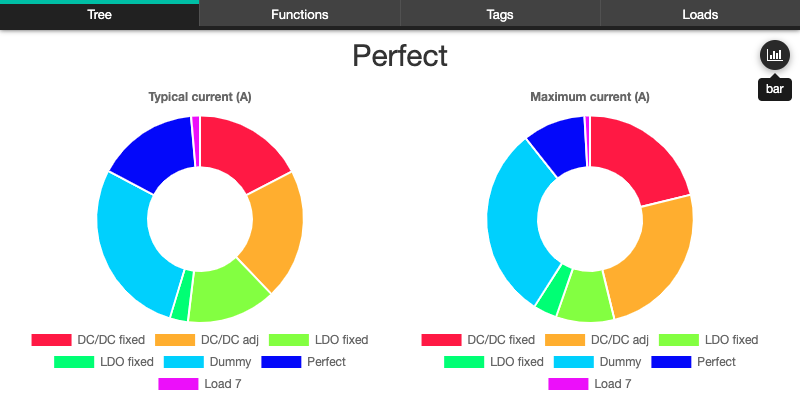 Tree Functions Tags Loads
Perfect
bar
Typical current (A) Maximum current (A)
DC/DC fixed DC/DC adj LDO fixed DC/DC fixed DC/DC adj LDO fixed
LDO fixed Dummy Perfect LDO fixed Dummy Perfect
Load 7 Load 7